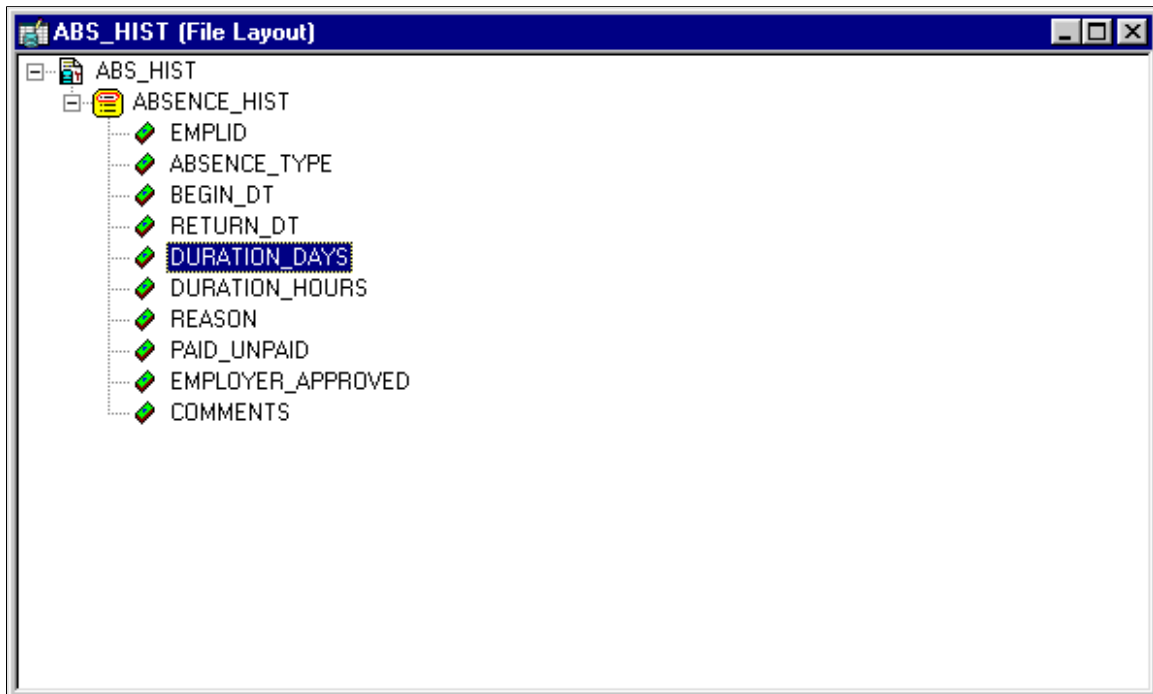 ABS_HIST (File Layout)
ABS_HIST
ABSENCE_HIST
EMPLID
ABSENCE_TYPE
BEGIN_DT
RETURN_DT
DURATION_DAYS
DURATION_HOURS
REASON
PAID_UNPAID
EMPLOYER_APPROVED
COMMENTS